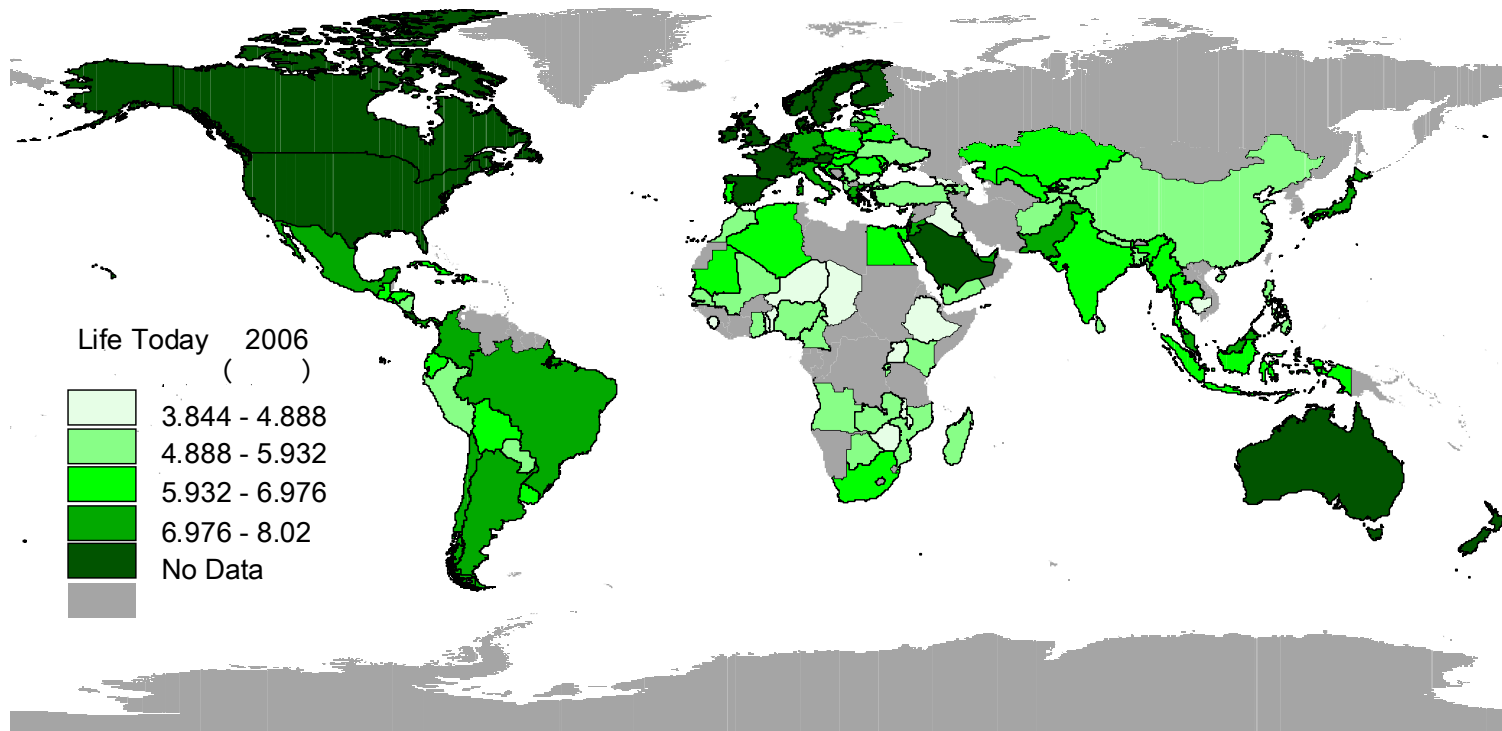 Life Today 2006
( )
3.844 - 4.888
4.888 - 5.932
5.932 - 6.976
6.976 - 8.02
No Data